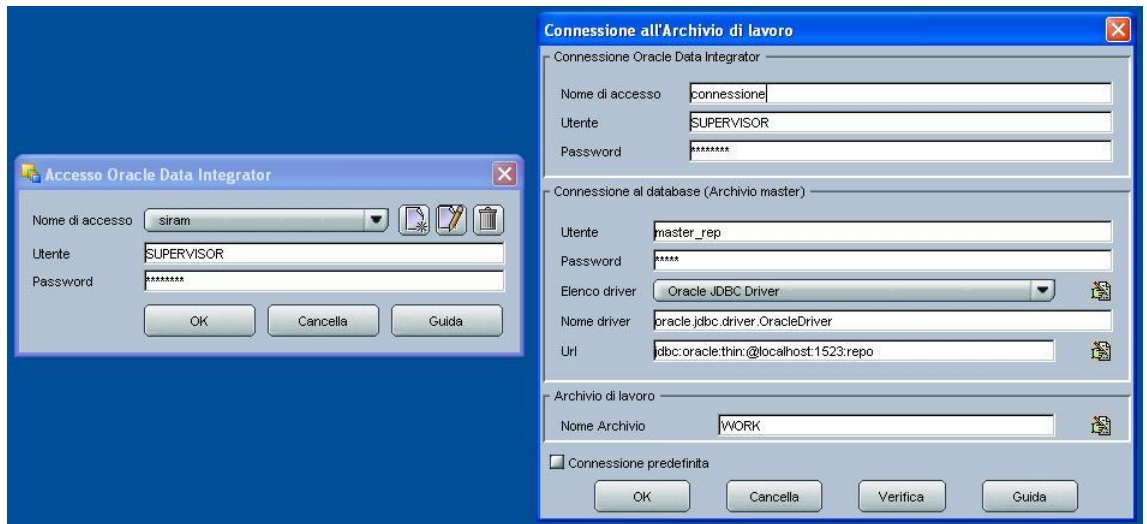 Accesso Oracle Data Integrator
Nome di accesso siram
Utente SUPERVISOR
Password ********
OK Cancella Guida
Connessione all'Archivio di lavoro
Connessione Oracle Data Integrator
Nome di accesso connessione
Utente SUPERVISOR
Password ********
Connessione al database (Archivio master)
Utente master_rep
Password *****
Elenco driver Oracle JDBC Driver
Nome driver oracle.jdbc.driver.OracleDriver
Url jdbc:oracle:thin:@localhost:1523:repo
Archivio di lavoro
Nome Archivio WORK
Connessione predefinita
OK Cancella Verifica Guida